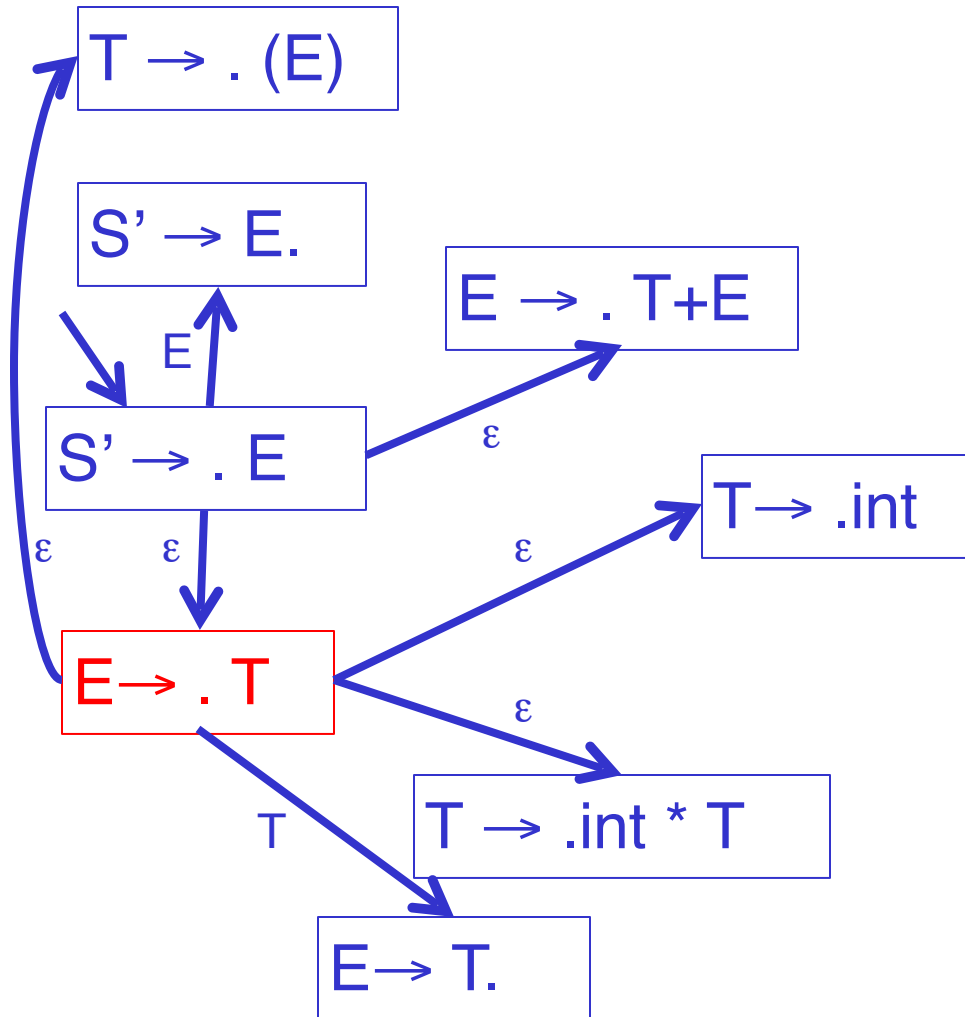 T → . (E)
S’ → E.
E → . T+E
E
S’ → . E
ε
T → .int
ε
ε
ε
E → . T
ε
T → .int * T
T
E → T.